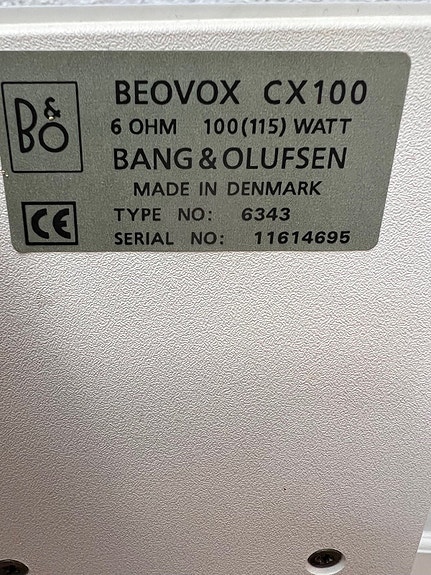 B&O
BEOVOX CX100
6 OHM 100(115) WATT
BANG & OLUFSEN
MADE IN DENMARK
CE
TYPE NO: 6343
SERIAL NO: 11614695